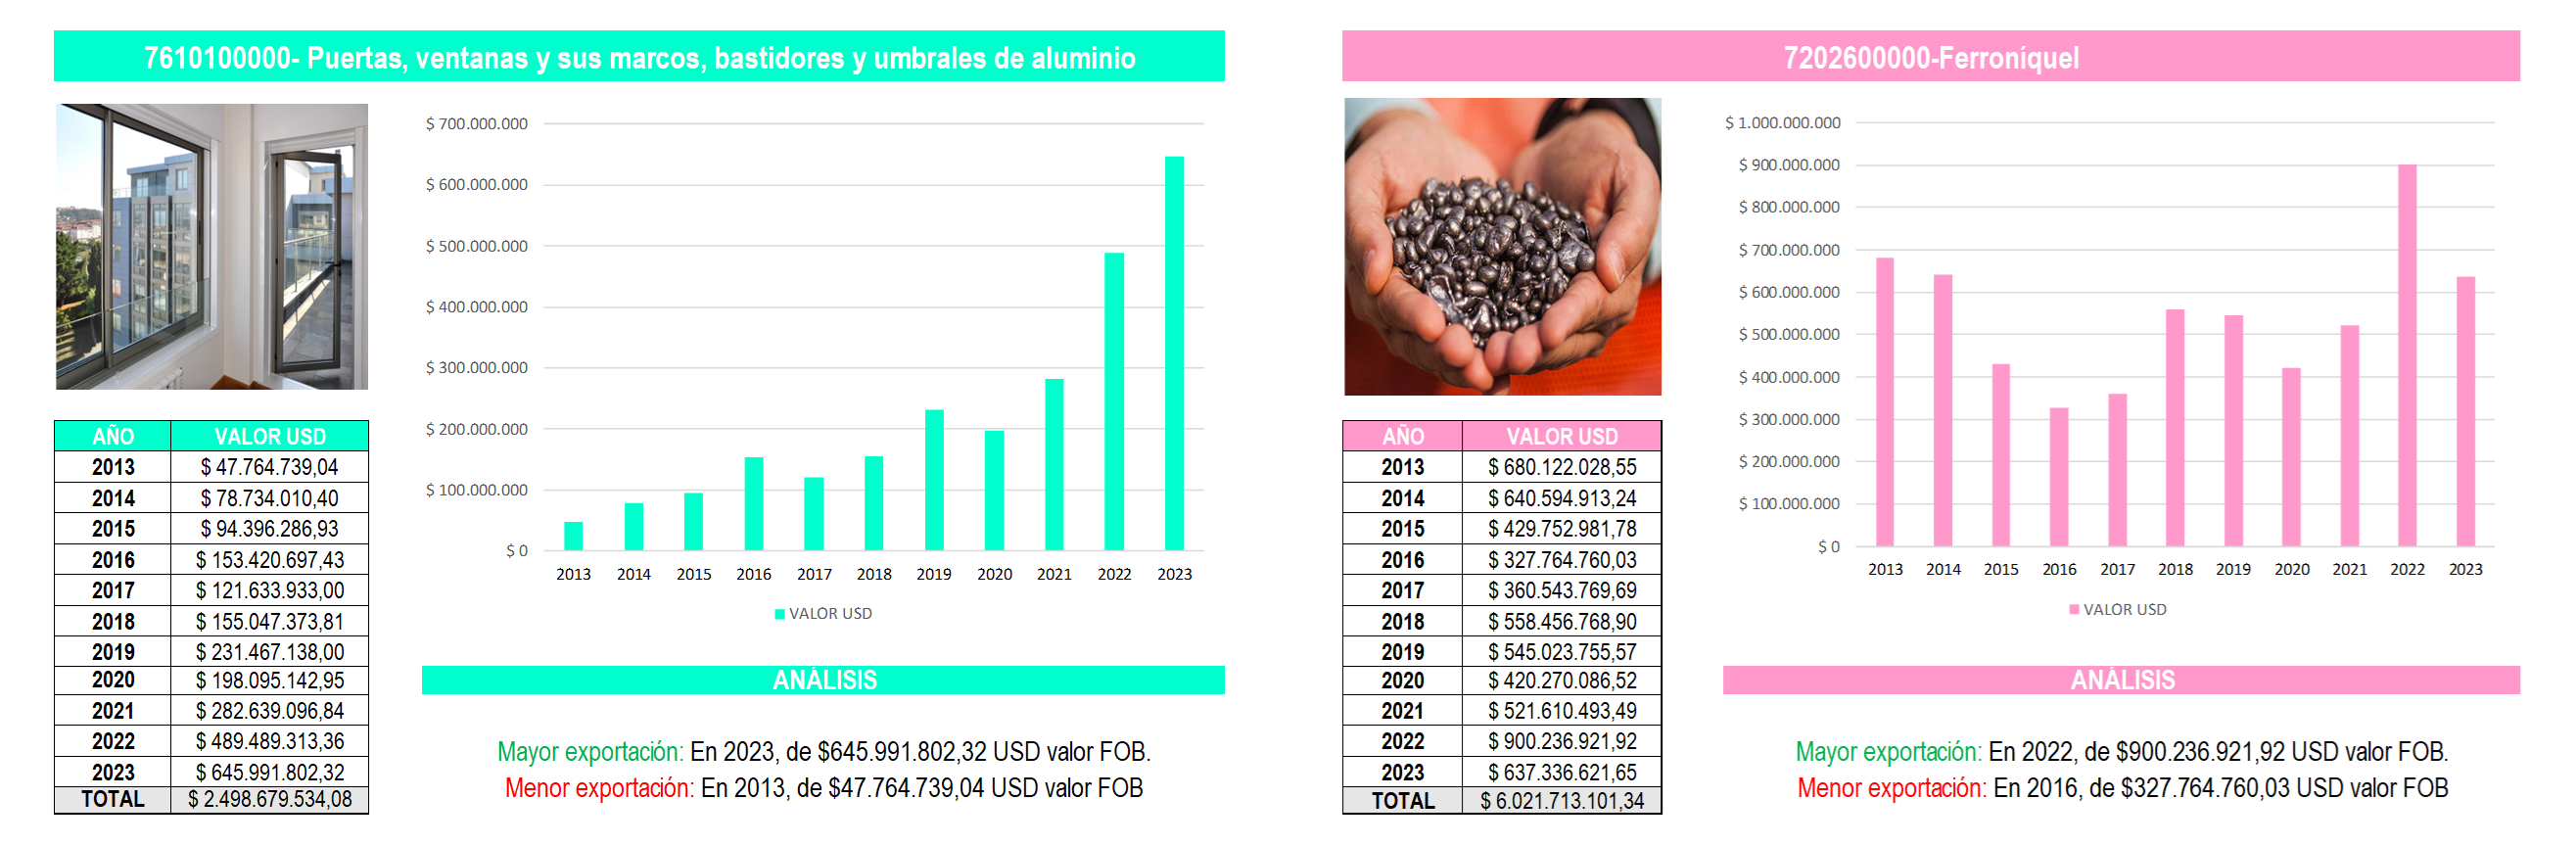 7610100000- Puertas, ventanas y sus marcos, bastidores y umbrales de aluminio
$ 700.000.000
$ 600.000.000
$ 500.000.000
$ 400.000.000
$ 300.000.000
$ 200.000.000
$ 100.000.000
$ 0
2013 2014 2015 2016 2017 2018 2019 2020 2021 2022 2023
VALOR USD
AÑO VALOR USD
2013 $ 47.764.739,04
2014 $ 78.734.010,40
2015 $ 94.396.286,93
2016 $ 153.420.697,43
2017 $ 121.633.933,00
2018 $ 155.047.373,81
2019 $ 231.467.138,00
2020 $ 198.095.142,95
2021 $ 282.639.096,84
2022 $ 489.489.313,36
2023 $ 645.991.802,32
TOTAL $ 2.498.679.534,08
ANÁLISIS
Mayor exportación: En 2023, de $645.991.802,32 USD valor FOB.
Menor exportación: En 2013, de $47.764.739,04 USD valor FOB
7202600000-Ferroníquel
$ 1.000.000.000
$ 900.000.000
$ 800.000.000
$ 700.000.000
$ 600.000.000
$ 500.000.000
$ 400.000.000
$ 300.000.000
$ 200.000.000
$ 100.000.000
$ 0
2013 2014 2015 2016 2017 2018 2019 2020 2021 2022 2023
VALOR USD
AÑO VALOR USD
2013 $ 680.122.028,55
2014 $ 640.594.913,24
2015 $ 429.752.981,78
2016 $ 327.764.760,03
2017 $ 360.543.769,69
2018 $ 558.456.768,90
2019 $ 545.023.755,57
2020 $ 420.270.086,52
2021 $ 521.610.493,49
2022 $ 900.236.921,92
2023 $ 637.336.621,65
TOTAL $ 6.021.713.101,34
ANÁLISIS
Mayor exportación: En 2022, de $900.236.921,92 USD valor FOB.
Menor exportación: En 2016, de $327.764.760,03 USD valor FOB